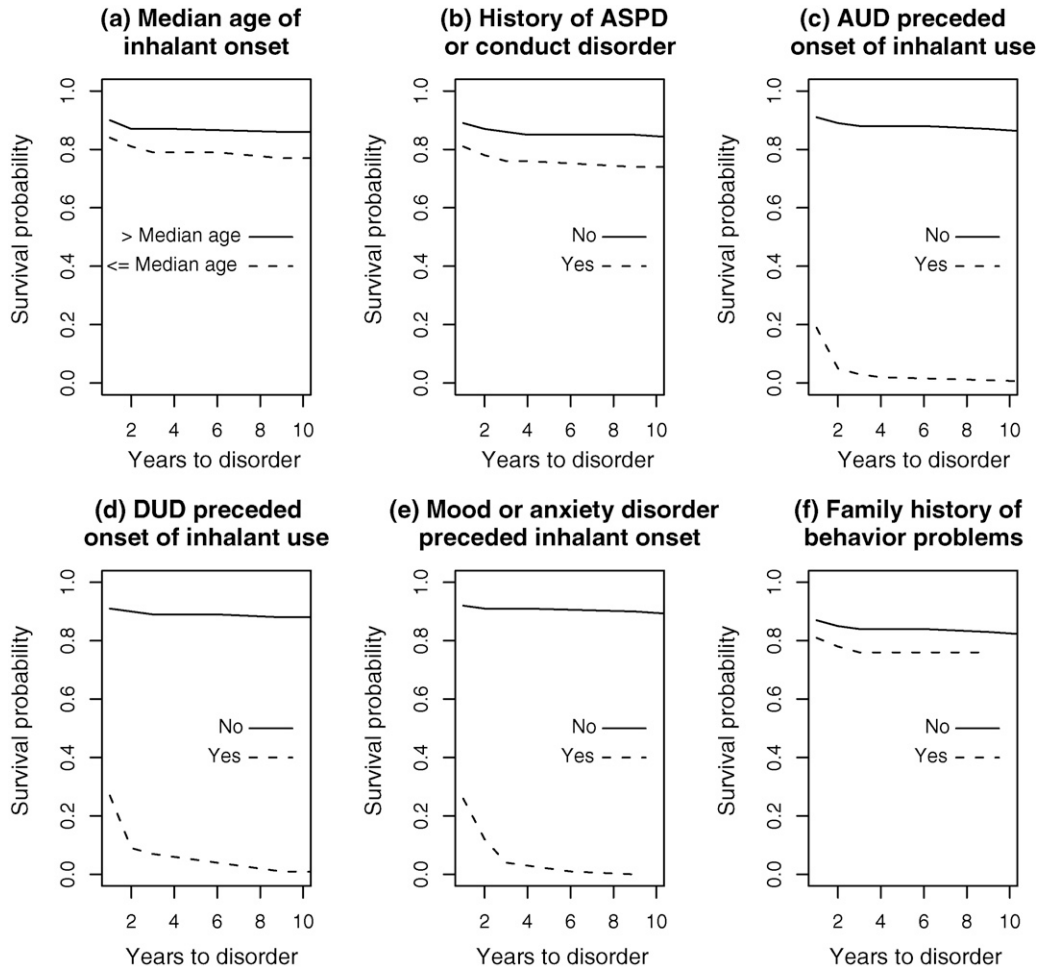 (a) Median age of
inhalant onset
Survival probability
1.0
0.8
0.6
0.4
0.2
0.0
> Median age
<= Median age
2 4 6 8 10
Years to disorder
(b) History of ASPD
or conduct disorder
Survival probability
1.0
0.8
0.6
0.4
0.2
0.0
No
Yes
2 4 6 8 10
Years to disorder
(c) AUD preceded
onset of inhalant use
Survival probability
1.0
0.8
0.6
0.4
0.2
0.0
No
Yes
2 4 6 8 10
Years to disorder
(d) DUD preceded
onset of inhalant use
Survival probability
1.0
0.8
0.6
0.4
0.2
0.0
No
Yes
2 4 6 8 10
Years to disorder
(e) Mood or anxiety disorder
preceded inhalant onset
Survival probability
1.0
0.8
0.6
0.4
0.2
0.0
No
Yes
2 4 6 8 10
Years to disorder
(f) Family history of
behavior problems
Survival probability
1.0
0.8
0.6
0.4
0.2
0.0
No
Yes
2 4 6 8 10
Years to disorder